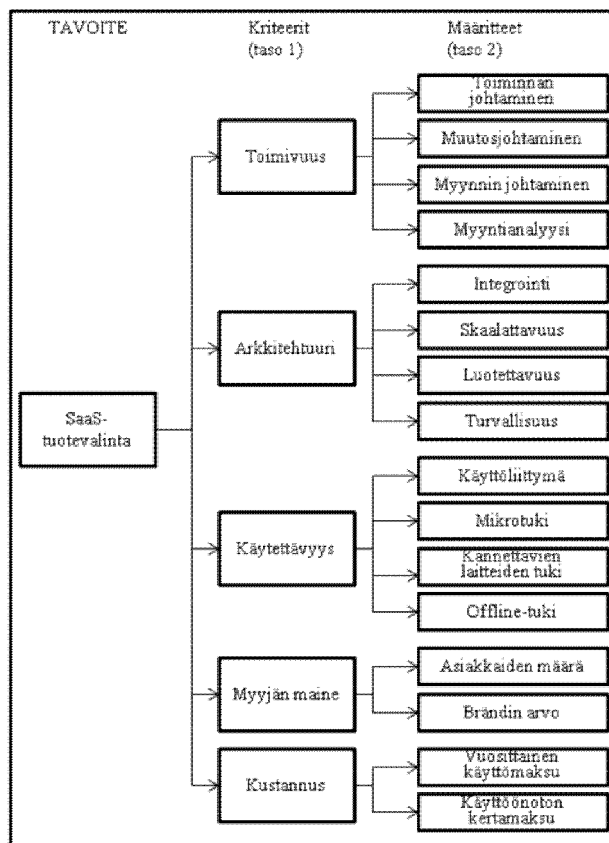 TAVOITE
Kriteerit
(taso 1)
Määritteet
(taso 2)
SaaS-
tuotevalinta
Toimivuus
Toiminnan
johtaminen
Muutosjohtaminen
Myynnin johtaminen
Myyntianalyysi
Arkkitehtuuri
Integrointi
Skaalattavuus
Luotettavuus
Turvallisuus
Käytettävyys
Käyttöliittymä
Mikrotuki
Kannettavien
laitteiden tuki
Offline-tuki
Myyjän maine
Asiakkaiden määrä
Brändin arvo
Kustannus
Vuosittainen
käyttömaksu
Käyttöönoton
kertamaksu